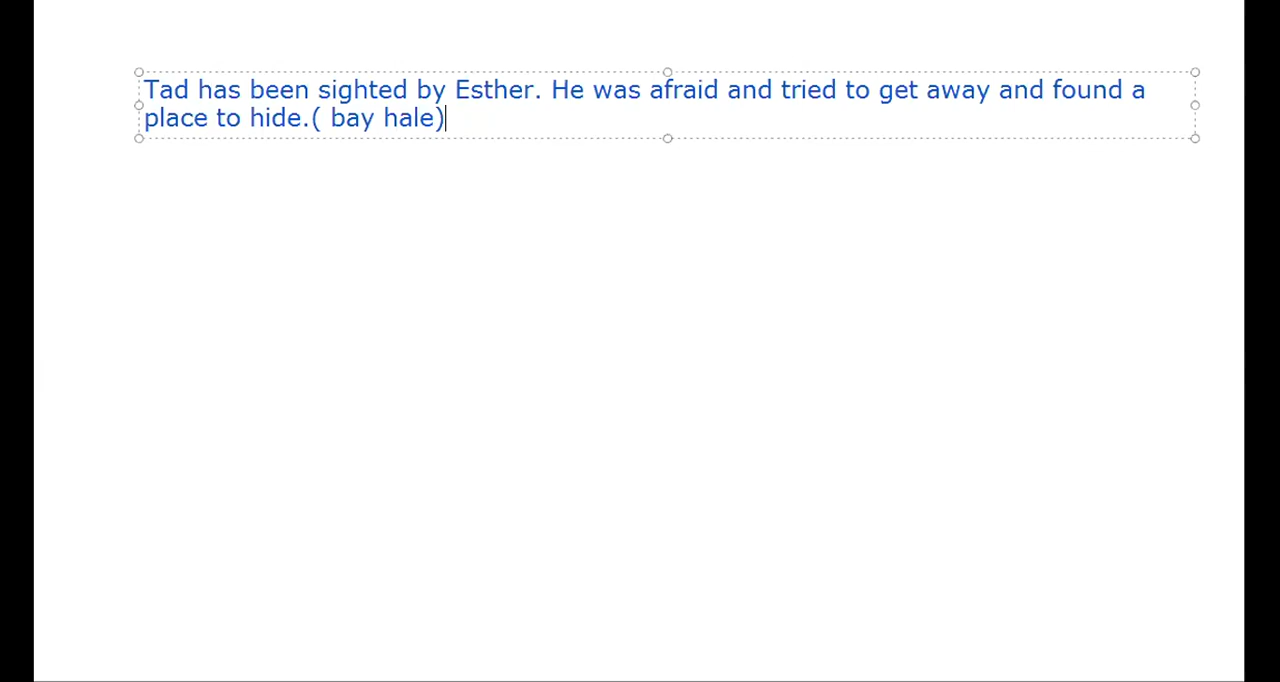 Tad has been sighted by Esther. He was afraid and tried to get away and found a
place to hide.( bay hale)